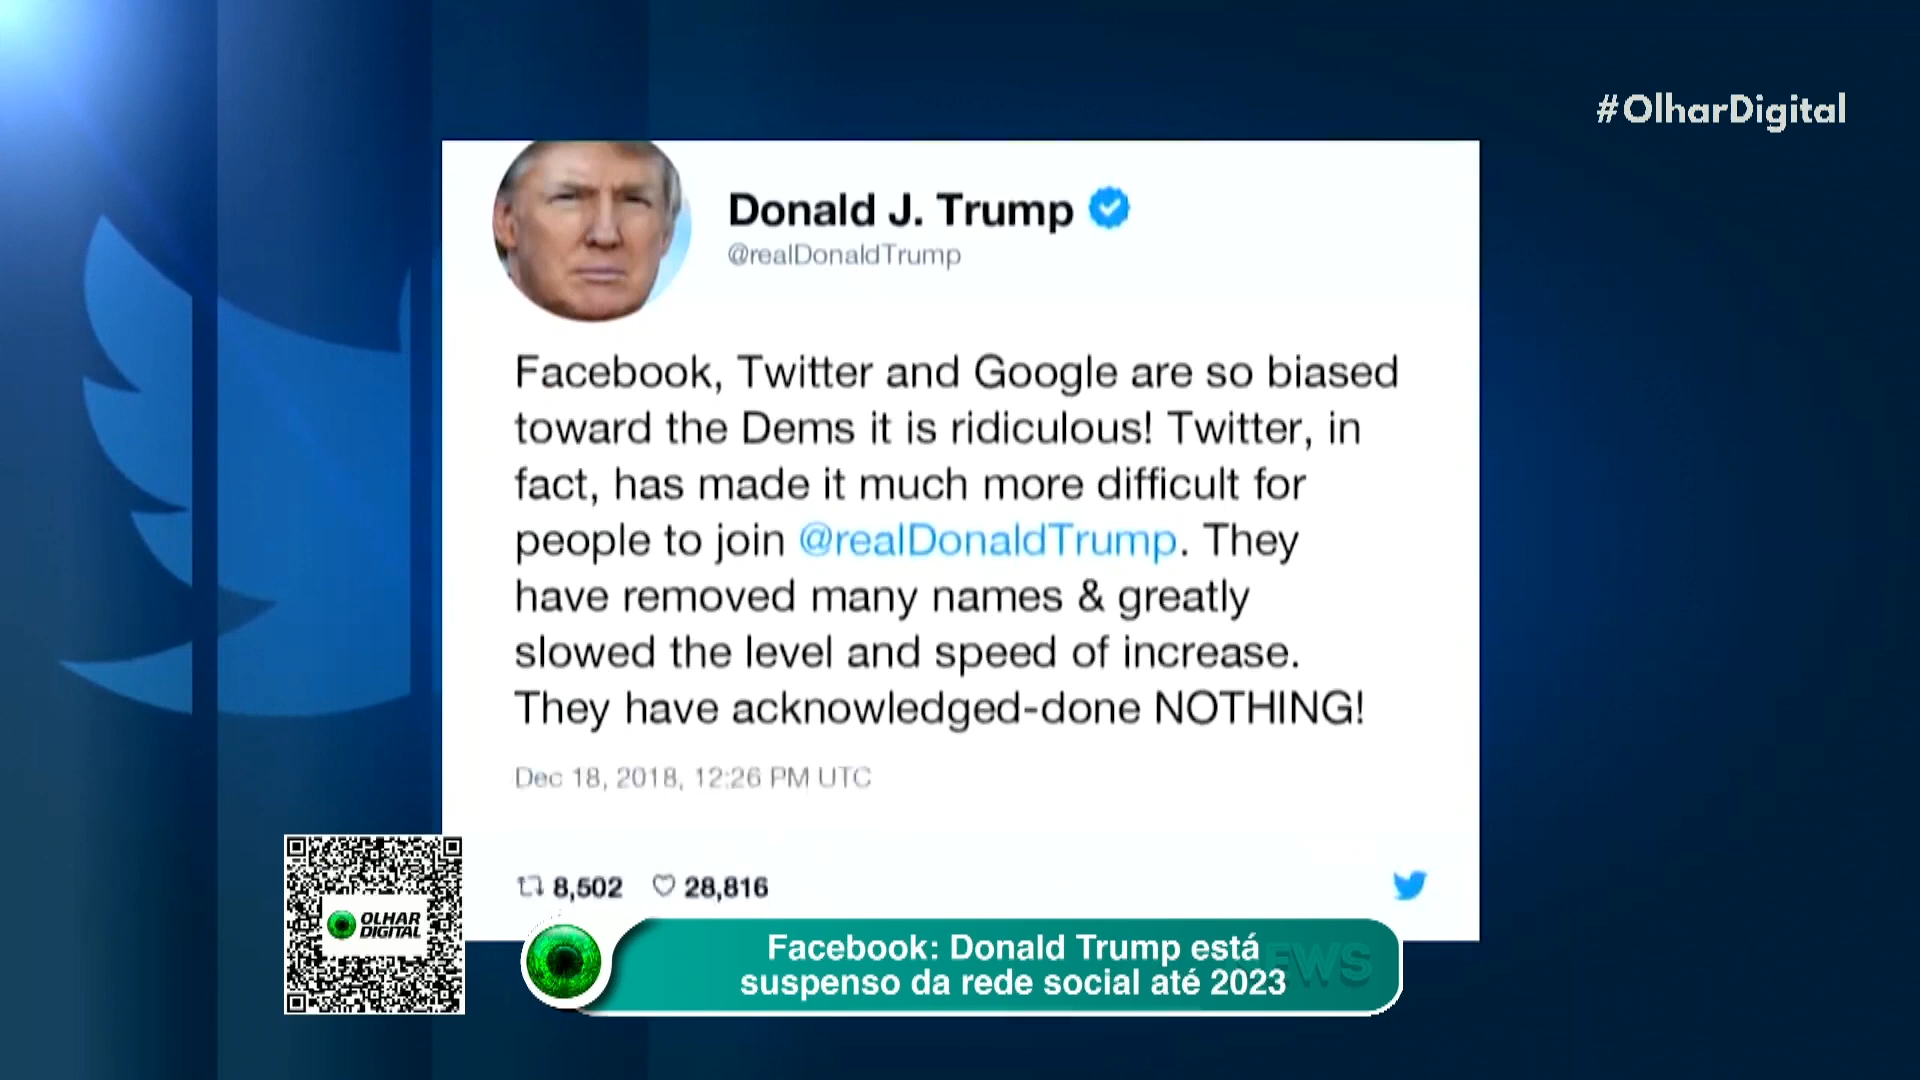 #OlharDigital
Donald J. Trump
@realDonaldTrump
Facebook, Twitter and Google are so biased
toward the Dems it is ridiculous! Twitter, in
fact, has made it much more difficult for
people to join @realDonaldTrump. They
have removed many names & greatly
slowed the level and speed of increase.
They have acknowledged-done NOTHING!
Dec 18, 2018, 12:26 PM UTC
8,502 28,816
OLHAR
DIGITAL
Facebook: Donald Trump está
suspenso da rede social até 2023